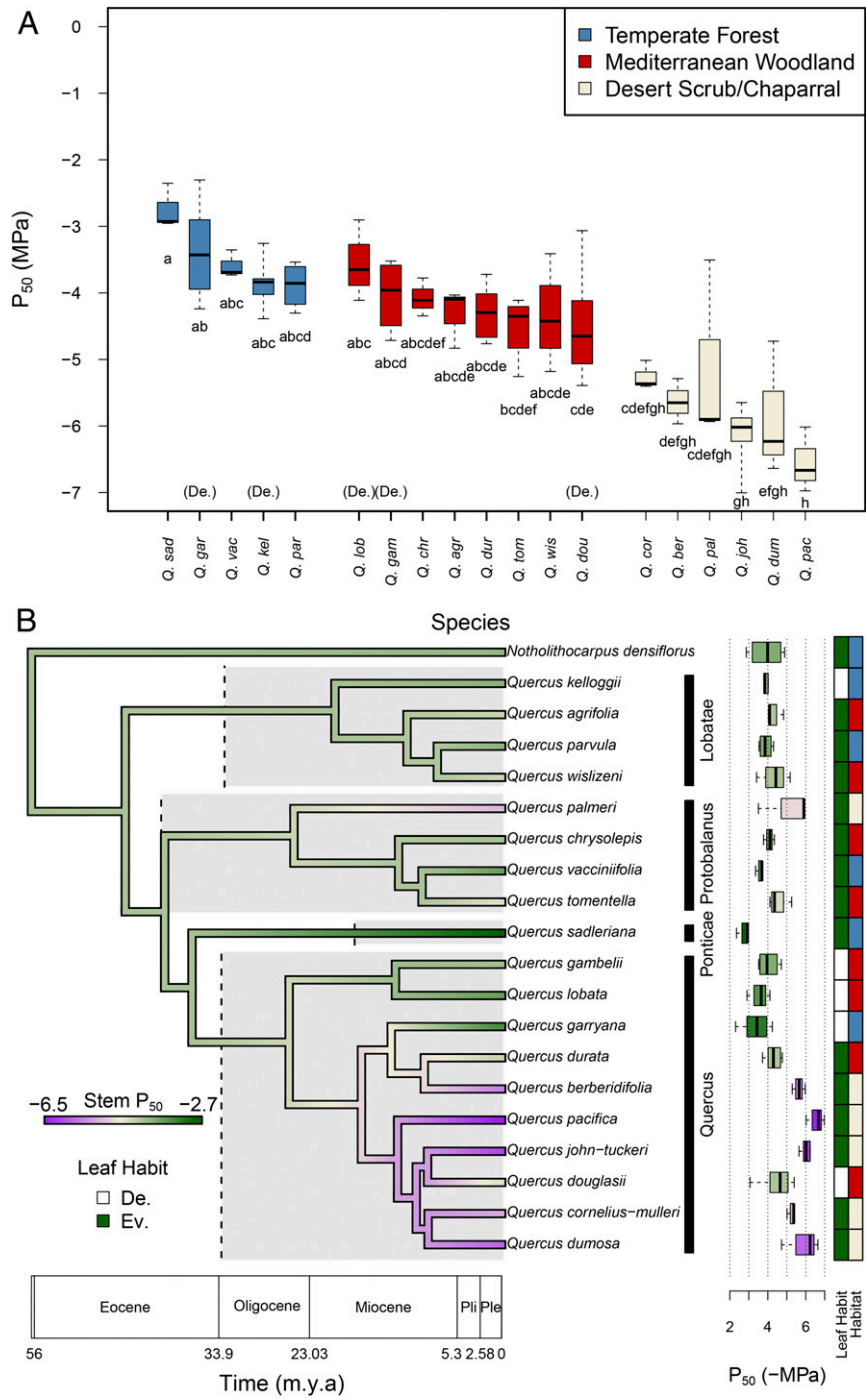 A
Temperate Forest
Mediterranean Woodland
Desert Scrub/Chaparral
P50 (MPa)
0
−1
−2
−3
−4
−5
−6
−7
a
ab
abc
abc
abcd
abc
abcd
abcdef
abcde
abcde
bcdef
abcde
cde
cdefgh
defgh
cdefgh
gh
efgh
h
(De.)
(De.)
(De.)
(De.)
(De.)
Q. sad
Q. gar
Q. vac
Q. kel
Q. par
Q. lob
Q. gam
Q. chr
Q. agr
Q. dur
Q. tom
Q. wis
Q. dou
Q. cor
Q. ber
Q. pal
Q. joh
Q. dum
Q. pac
Species
B
Notholithocarpus densiflorus
Quercus kelloggii
Quercus agrifolia
Quercus parvula
Quercus wislizeni
Quercus palmeri
Quercus chrysolepis
Quercus vacciniifolia
Quercus tomentella
Quercus sadleriana
Quercus gambelii
Quercus lobata
Quercus garryana
Quercus durata
Quercus berberidifolia
Quercus pacifica
Quercus john−tuckeri
Quercus douglasii
Quercus cornelius−mulleri
Quercus dumosa
Lobatae
Protobalanus
Ponticae
Quercus
−6.5 Stem P50 −2.7
Leaf Habit
De.
Ev.
Eocene
Oligocene
Miocene
Pli
Ple
56
33.9
23.03
5.3
2.58
0
Time (m.y.a)
2
4
6
P50 (−MPa)
Leaf Habit
Habitat